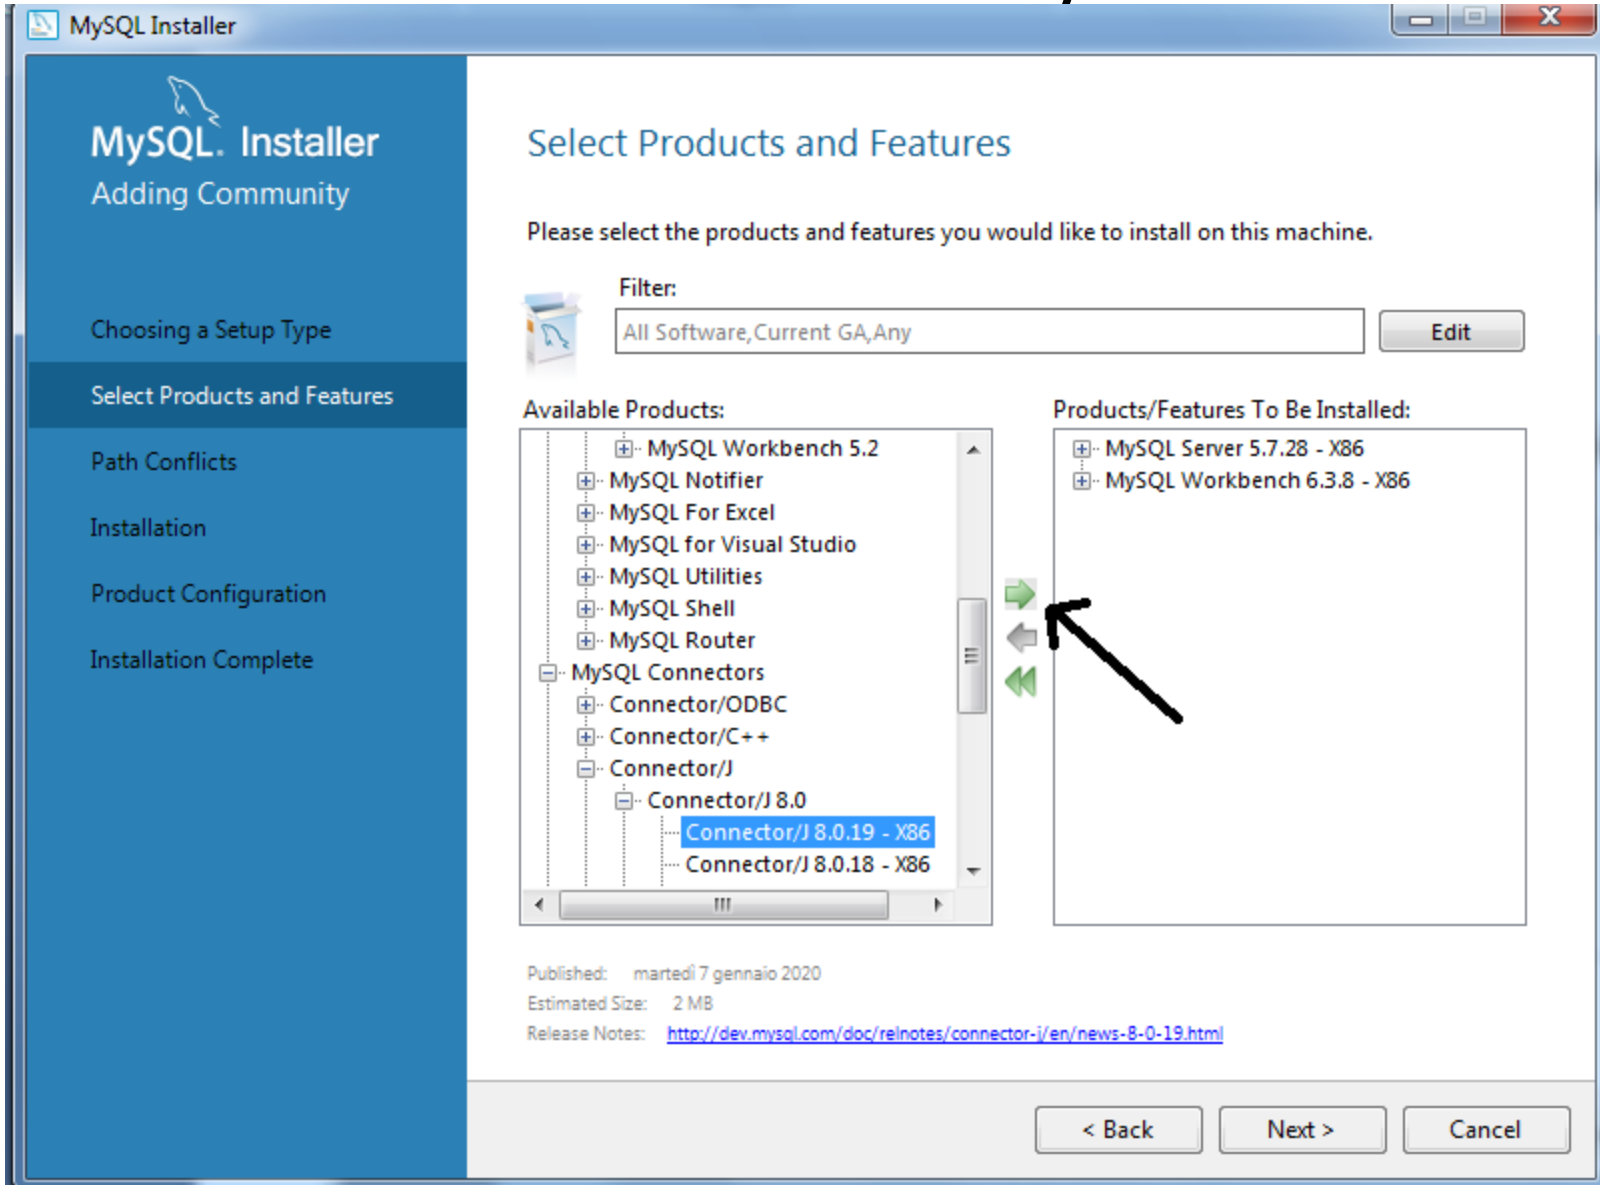 MySQL Installer
MySQL. Installer
Adding Community
Choosing a Setup Type
Select Products and Features
Path Conflicts
Installation
Product Configuration
Installation Complete
Select Products and Features
Please select the products and features you would like to install on this machine.
Filter:
All Software,Current GA,Any
Edit
Available Products:
MySQL Workbench 5.2
MySQL Notifier
MySQL For Excel
MySQL for Visual Studio
MySQL Utilities
MySQL Shell
MySQL Router
MySQL Connectors
Connector/ODBC
Connector/C++
Connector/J
Connector/J 8.0
Connector/J 8.0.19 - X86
Connector/J 8.0.18 - X86
Products/Features To Be Installed:
MySQL Server 5.7.28 - X86
MySQL Workbench 6.3.8 - X86
Published: martedì 7 gennaio 2020
Estimated Size: 2 MB
Release Notes: http://dev.mysql.com/doc/relnotes/connector-j/en/news-8-0-19.html
< Back
Next >
Cancel